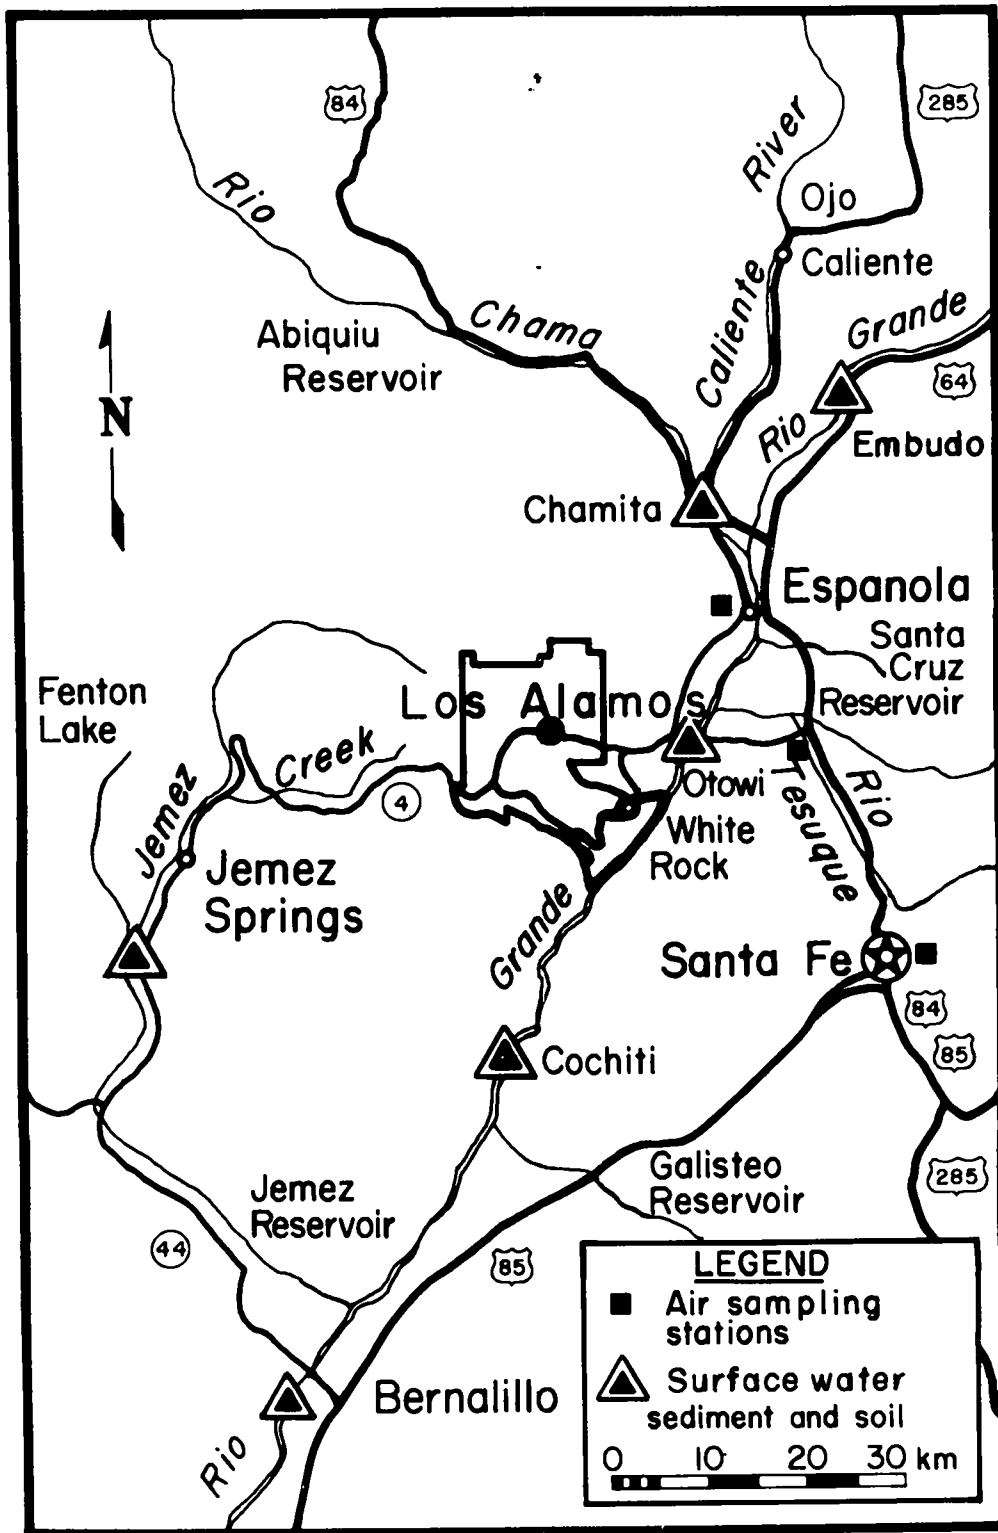 84
285
River
Rio
Ojo
Caliente
Caliente
Grande
Chama
Abiquiu
Reservoir
64
N
Rio
Embudo
Chamita
Espanola
Santa
Cruz
Reservoir
Fenton
Lake
Los Alamos
Creek
Jemez
4
Otowi
Rio
Tesuque
White
Rock
Jemez
Springs
Grande
Santa Fe
84
85
Cochiti
Galisteo
Reservoir
285
Jemez
Reservoir
44
85
LEGEND
Air sampling
stations
Surface water
sediment and soil
0 10 20 30 km
Bernalillo
Rio